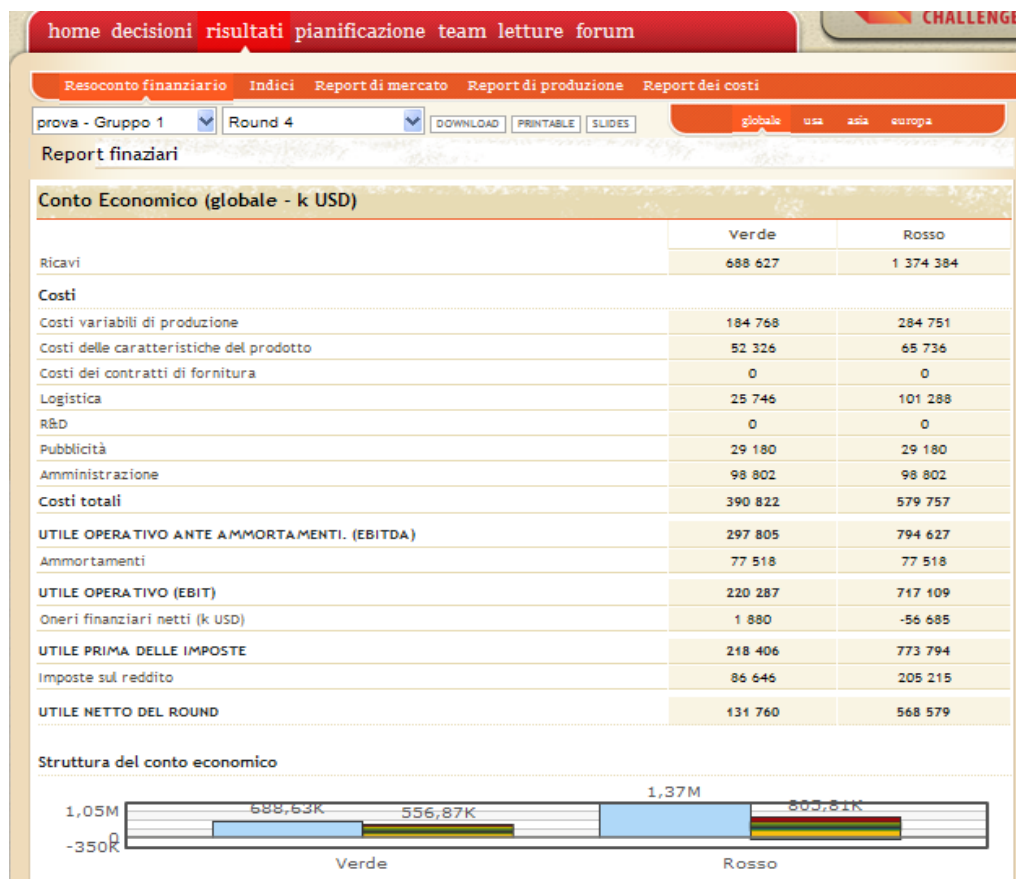 CHALLENGE
home decisioni risultati pianificazione team letture forum
Resoconto finanziario Indici Report di mercato Report di produzione Report dei costi
prova - Gruppo 1 Round 4 DOWNLOAD PRINTABLE SLIDES globale usa asia europa
Report finaziari
Conto Economico (globale - k USD)
Verde Rosso
Ricavi 688 627 1 374 384
Costi
Costi variabili di produzione 184 768 284 751
Costi delle caratteristiche del prodotto 52 326 65 736
Costi dei contratti di fornitura 0 0
Logistica 25 746 101 288
R&D 0 0
Pubblicità 29 180 29 180
Amministrazione 98 802 98 802
Costi totali 390 822 579 757
UTILE OPERATIVO ANTE AMMORTAMENTI. (EBITDA) 297 805 794 627
Ammortamenti 77 518 77 518
UTILE OPERATIVO (EBIT) 220 287 717 109
Oneri finanziari netti (k USD) 1 880 -56 685
UTILE PRIMA DELLE IMPOSTE 218 406 773 794
Imposte sul reddito 86 646 205 215
UTILE NETTO DEL ROUND 131 760 568 579
Struttura del conto economico
1,37M
1,05M 688,63K 556,87K 805,81K
0
-350K
Verde Rosso